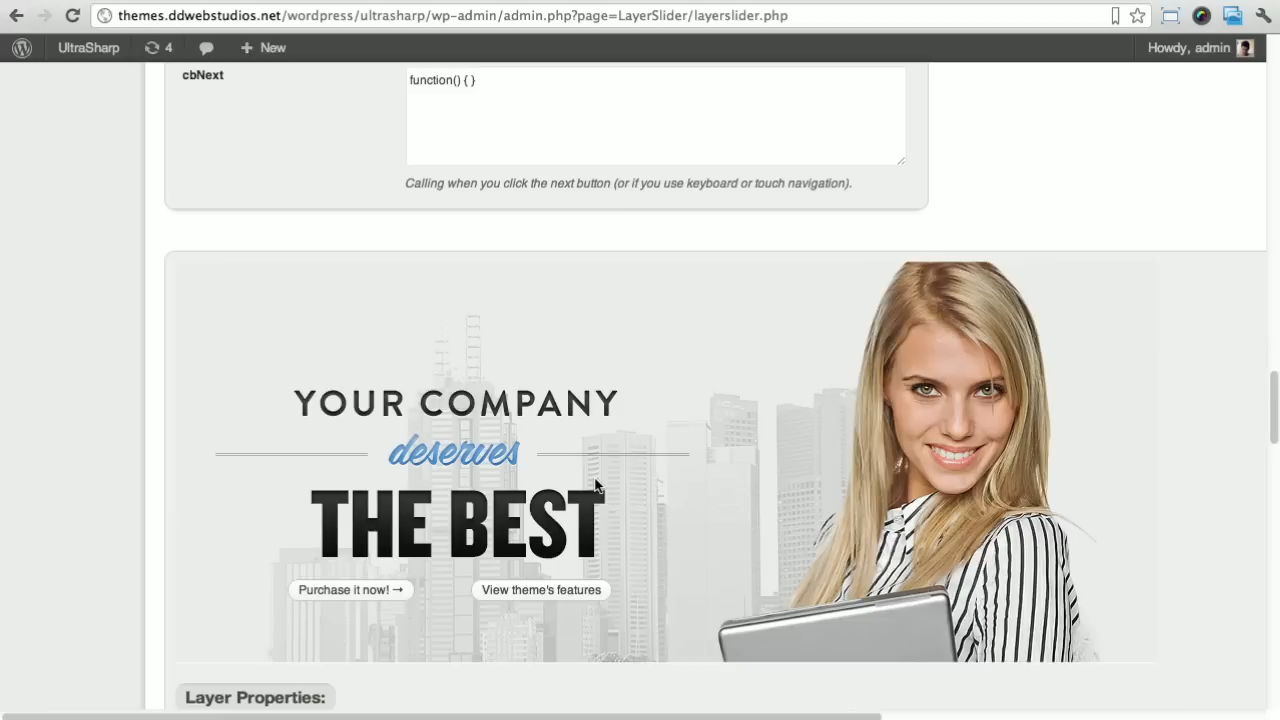 themes.ddwebstudios.net/wordpress/ultrasharp/wp-admin/admin.php?page=LayerSlider/layerslider.php
UltraSharp 4 New Howdy, admin
cbNext
function() { }
Calling when you click the next button (or if you use keyboard or touch navigation).
YOUR COMPANY
deserves
THE BEST
Purchase it now! → View theme's features
Layer Properties: